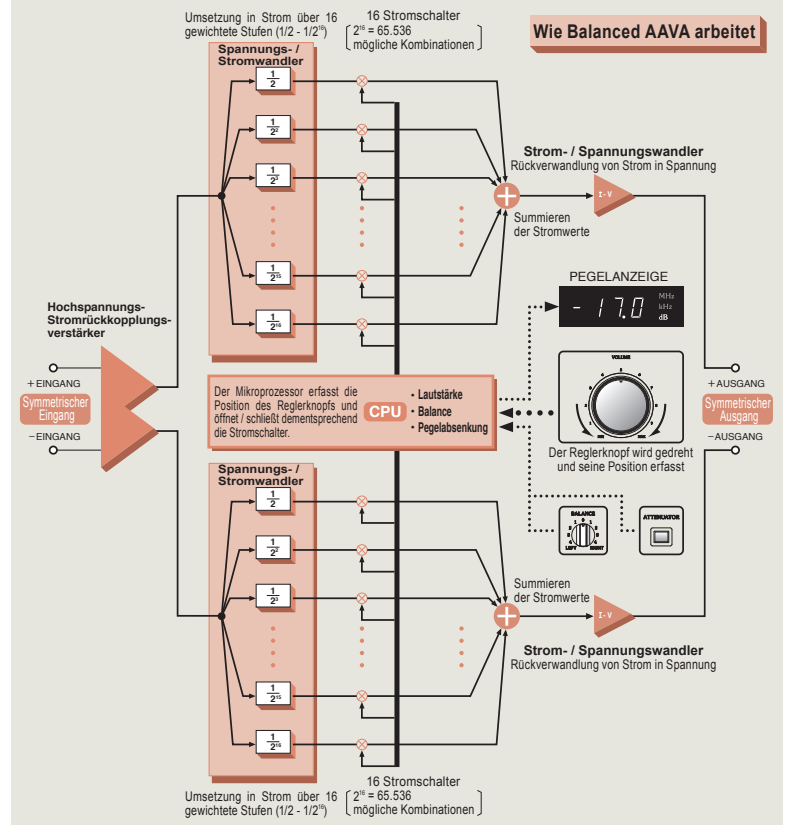 Umsetzung in Strom über 16
gewichtete Stufen (1/2 - 1/2¹⁶)
16 Stromschalter
2¹⁶ = 65.536
mögliche Kombinationen
Wie Balanced AAVA arbeitet
Spannungs- /
Stromwandler
1/2
1/2²
1/2³
1/2¹⁵
1/2¹⁶
Strom- / Spannungswandler
Rückverwandlung von Strom in Spannung
I - V
Summieren
der Stromwerte
PEGELANZEIGE
- 17.0
MHz
kHz
dB
Hochspannungs-
Stromrückkopplungs-
verstärker
+EINGANG
Symmetrischer
Eingang
−EINGANG
Der Mikroprozessor erfasst die
Position des Reglerknopfs und
öffnet / schließt dementsprechend
die Stromschalter.
CPU
· Lautstärke
· Balance
· Pegelabsenkung
VOLUME
Der Reglerknopf wird gedreht
und seine Position erfasst
+AUSGANG
Symmetrischer
Ausgang
−AUSGANG
BALANCE
LEFT
RIGHT
ATTENUATOR
Spannungs- /
Stromwandler
1/2
1/2²
1/2³
1/2¹⁵
1/2¹⁶
Summieren
der Stromwerte
I - V
Strom- / Spannungswandler
Rückverwandlung von Strom in Spannung
Umsetzung in Strom über 16
gewichtete Stufen (1/2 - 1/2¹⁶)
16 Stromschalter
2¹⁶ = 65.536
mögliche Kombinationen